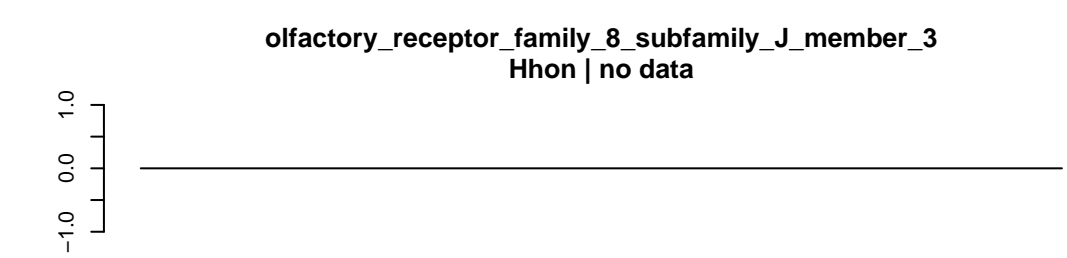 olfactory_receptor_family_8_subfamily_J_member_3
Hhon | no data
1.0
0.0
−1.0